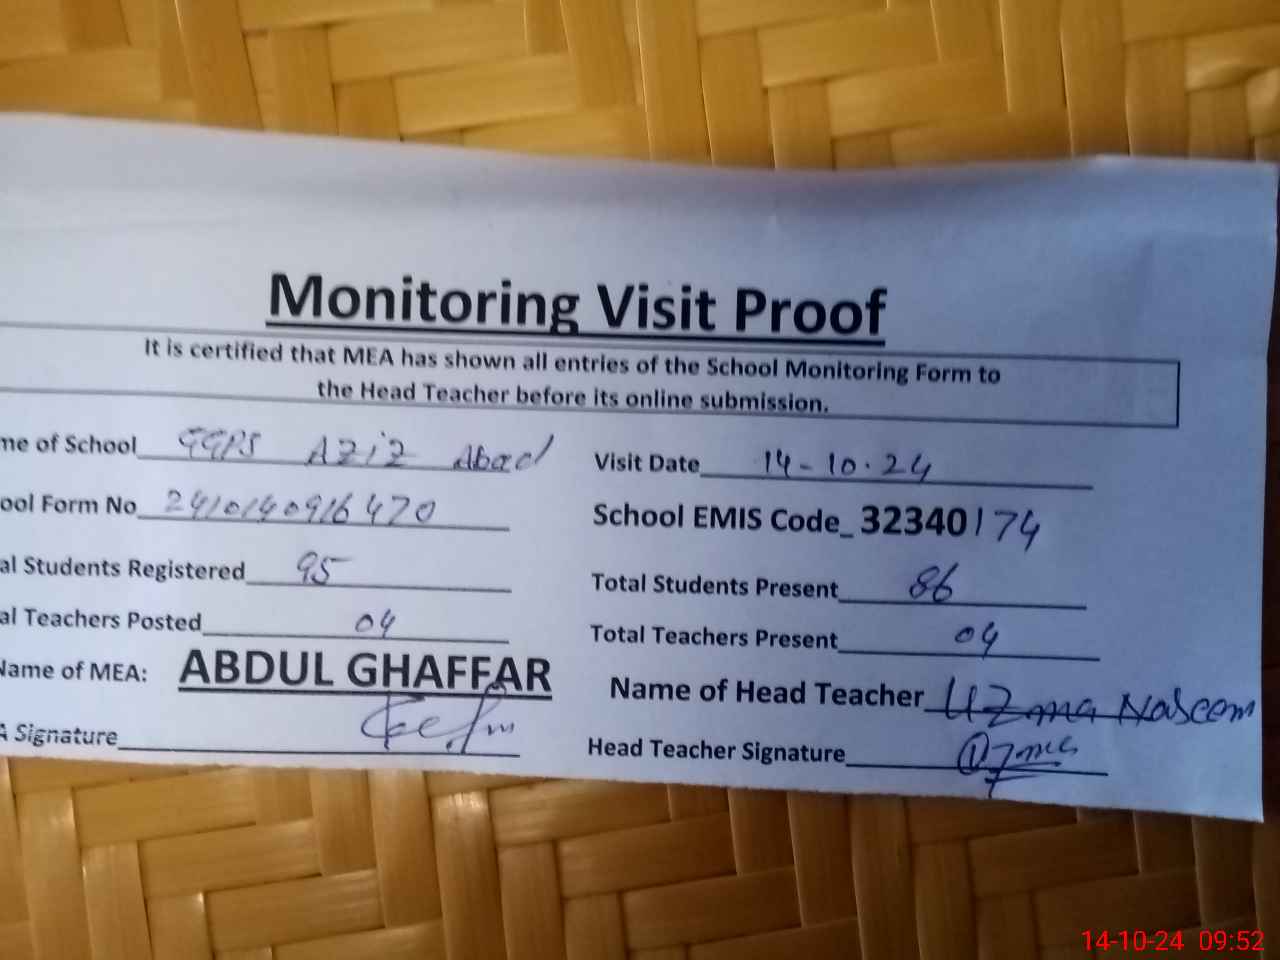 Monitoring Visit Proof
It is certified that MEA has shown all entries of the School Monitoring Form to
the Head Teacher before its online submission.
me of School GGPS AZIZ Abad
Visit Date 14-10-24
ool Form No 2410140916470
School EMIS Code_ 32340174
al Students Registered 95
Total Students Present 86
al Teachers Posted 04
Total Teachers Present 04
Name of MEA: ABDUL GHAFFAR
Name of Head Teacher Uzma Naseem
A Signature
Head Teacher Signature Uzma
14-10-24 09:52